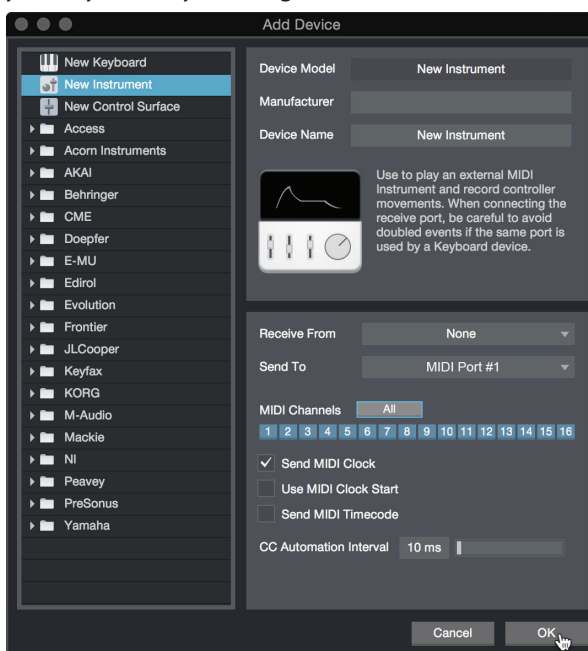 Add Device
New Keyboard
New Instrument
New Control Surface
Access
Acorn Instruments
AKAI
Behringer
CME
Doepfer
E-MU
Edirol
Evolution
Frontier
JLCooper
Keyfax
KORG
M-Audio
Mackie
NI
Peavey
PreSonus
Yamaha
Device Model New Instrument
Manufacturer
Device Name New Instrument
Use to play an external MIDI
Instrument and record controller
movements. When connecting the
receive port, be careful to avoid
doubled events if the same port is
used by a Keyboard device.
Receive From None
Send To MIDI Port #1
MIDI Channels All
1 2 3 4 5 6 7 8 9 10 11 12 13 14 15 16
Send MIDI Clock
Use MIDI Clock Start
Send MIDI Timecode
CC Automation Interval 10 ms
Cancel OK